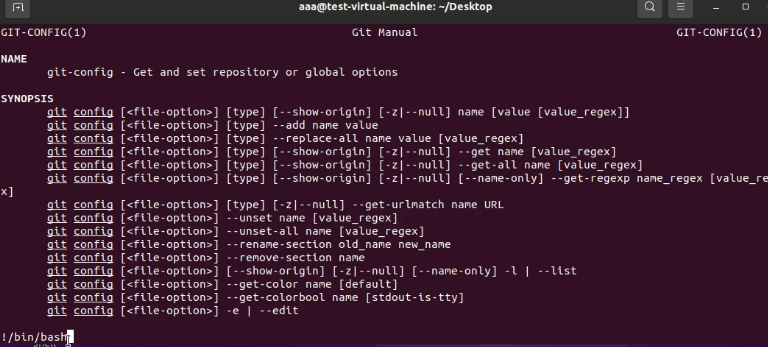 aaa@test-virtual-machine: ~/Desktop
GIT-CONFIG(1) Git Manual GIT-CONFIG(1)
NAME
git-config - Get and set repository or global options
SYNOPSIS
git config [<file-option>] [type] [--show-origin] [-z|--null] name [value [value_regex]]
git config [<file-option>] [type] --add name value
git config [<file-option>] [type] --replace-all name value [value_regex]
git config [<file-option>] [type] [--show-origin] [-z|--null] --get name [value_regex]
git config [<file-option>] [type] [--show-origin] [-z|--null] --get-all name [value_regex]
git config [<file-option>] [type] [--show-origin] [-z|--null] [--name-only] --get-regexp name_regex [value_re
x]
git config [<file-option>] [type] [-z|--null] --get-urlmatch name URL
git config [<file-option>] --unset name [value_regex]
git config [<file-option>] --unset-all name [value_regex]
git config [<file-option>] --rename-section old_name new_name
git config [<file-option>] --remove-section name
git config [<file-option>] [--show-origin] [-z|--null] [--name-only] -l | --list
git config [<file-option>] --get-color name [default]
git config [<file-option>] --get-colorbool name [stdout-is-tty]
git config [<file-option>] -e | --edit
!/bin/bash